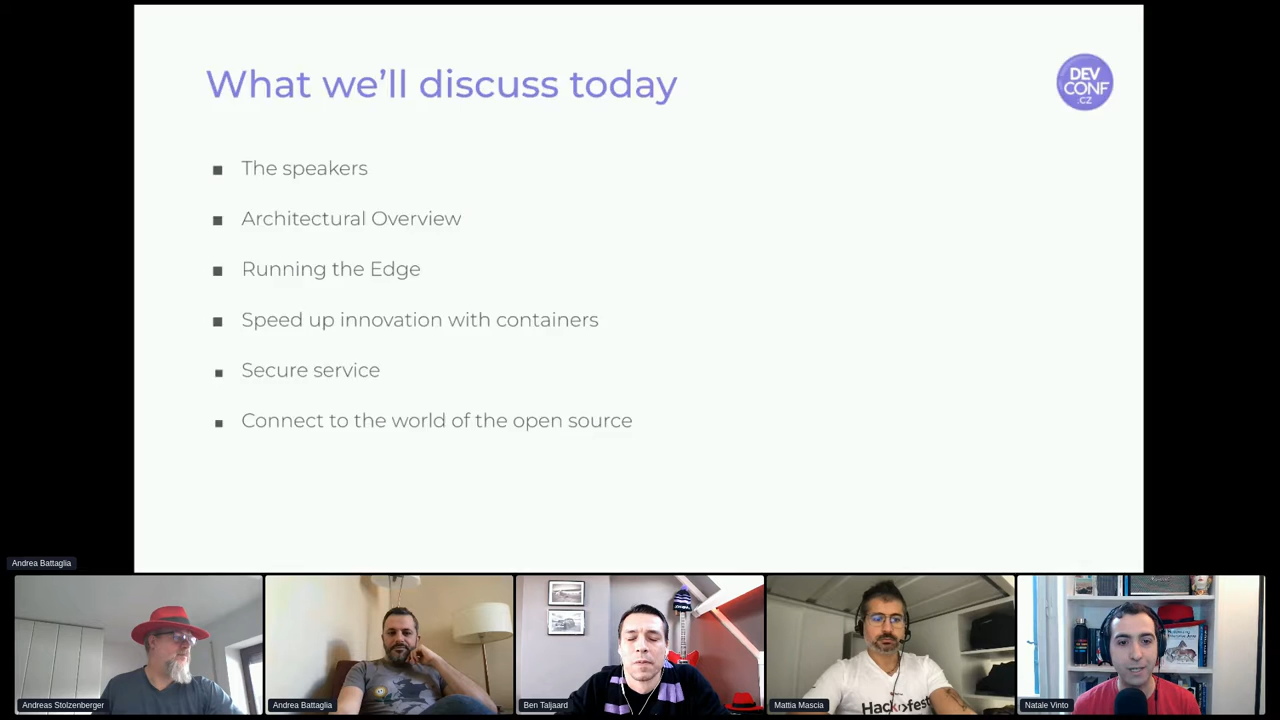 What we'll discuss today
DEV
CONF
.CZ
▪ The speakers
▪ Architectural Overview
▪ Running the Edge
▪ Speed up innovation with containers
▪ Secure service
▪ Connect to the world of the open source
Andrea Battaglia
Andreas Stolzenberger
Andrea Battaglia
Ben Taljaard
Mattia Mascia
Natale Vinto
Hackfest